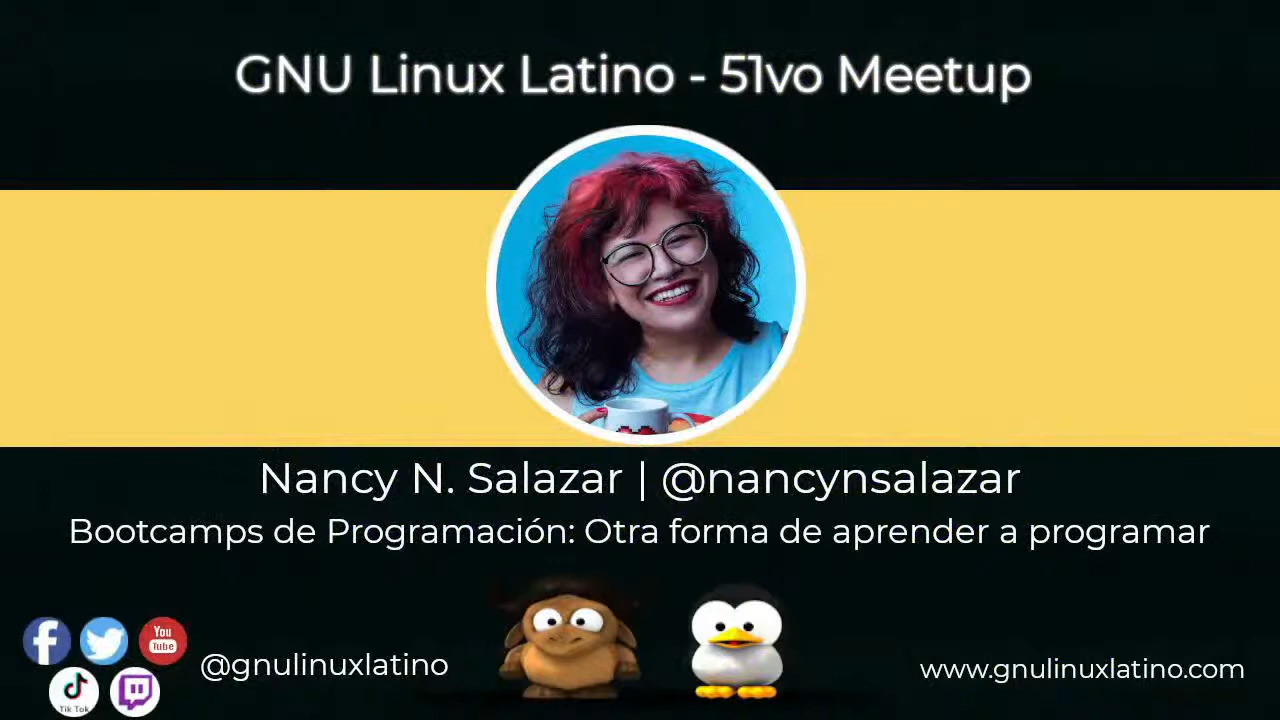 GNU Linux Latino - 51vo Meetup
Nancy N. Salazar | @nancynsalazar
Bootcamps de Programación: Otra forma de aprender a programar
You
Tube
@gnulinuxlatino
www.gnulinuxlatino.com
Tik Tok